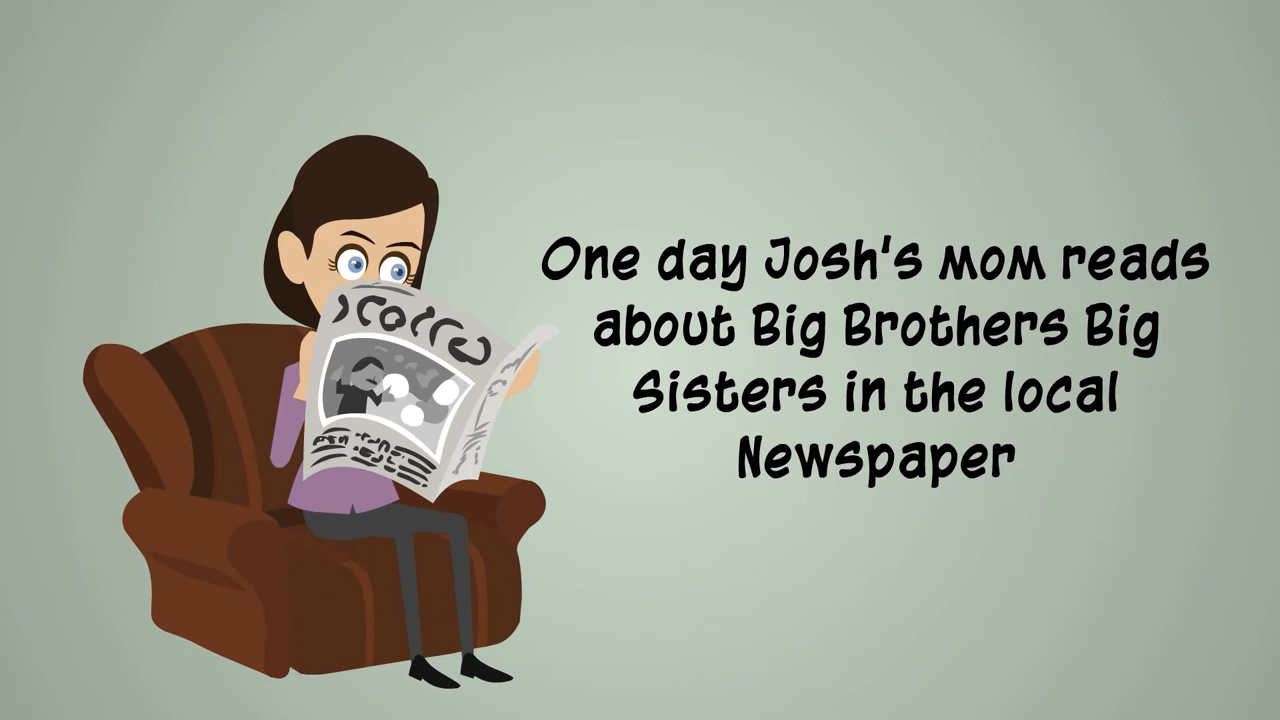 One day Josh's mom reads
about Big Brothers Big
Sisters in the local
Newspaper